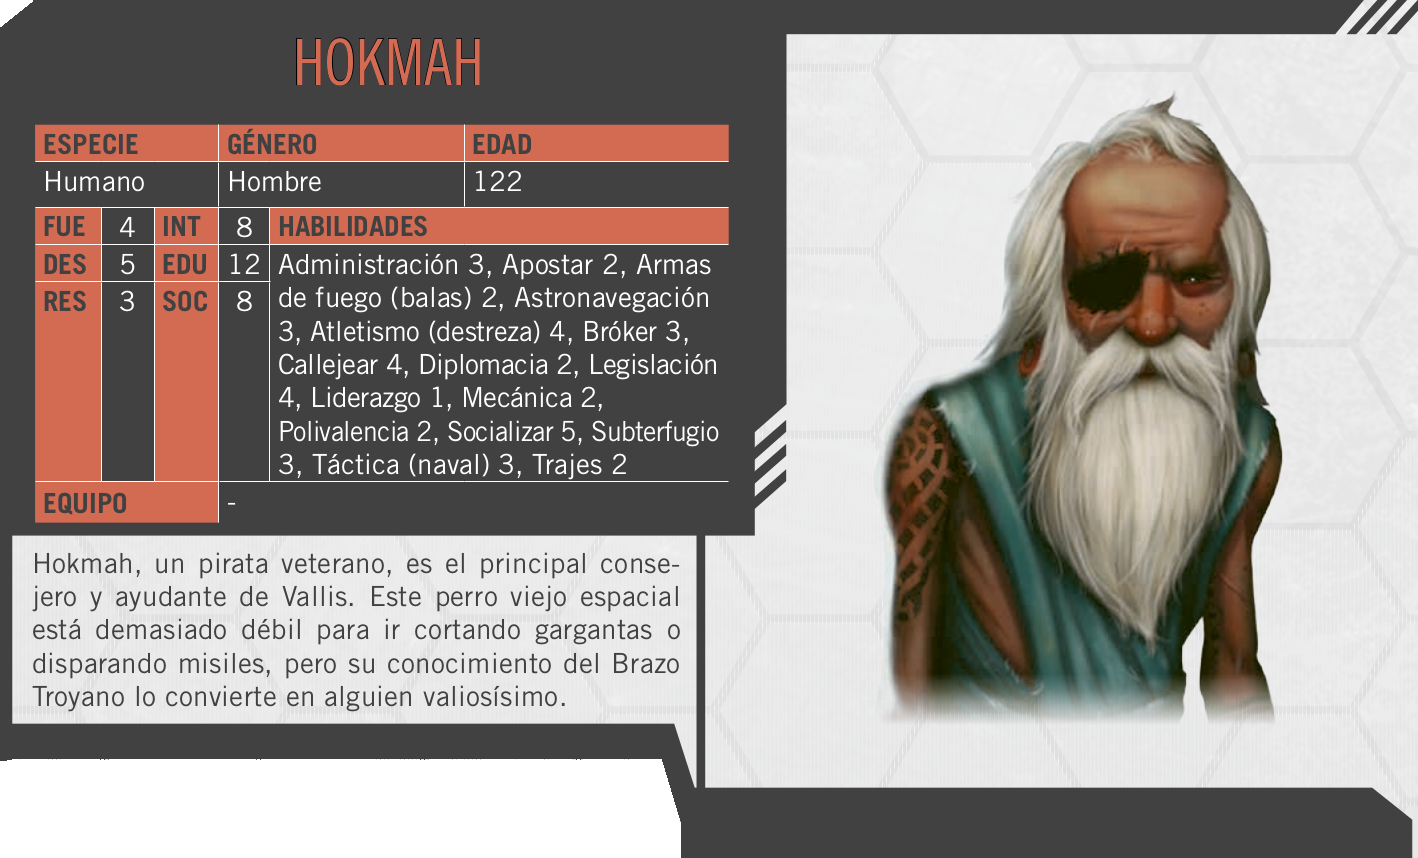 HOKMAH
ESPECIE GÉNERO EDAD
Humano Hombre 122
FUE 4 INT 8 HABILIDADES
DES 5 EDU 12 Administración 3, Apostar 2, Armas
de fuego (balas) 2, Astronavegación
RES 3 SOC 8 3, Atletismo (destreza) 4, Bróker 3,
Callejear 4, Diplomacia 2, Legislación
4, Liderazgo 1, Mecánica 2,
Polivalencia 2, Socializar 5, Subterfugio
3, Táctica (naval) 3, Trajes 2
EQUIPO -
Hokmah, un pirata veterano, es el principal conse-
jero y ayudante de Vallis. Este perro viejo espacial
está demasiado débil para ir cortando gargantas o
disparando misiles, pero su conocimiento del Brazo
Troyano lo convierte en alguien valiosísimo.